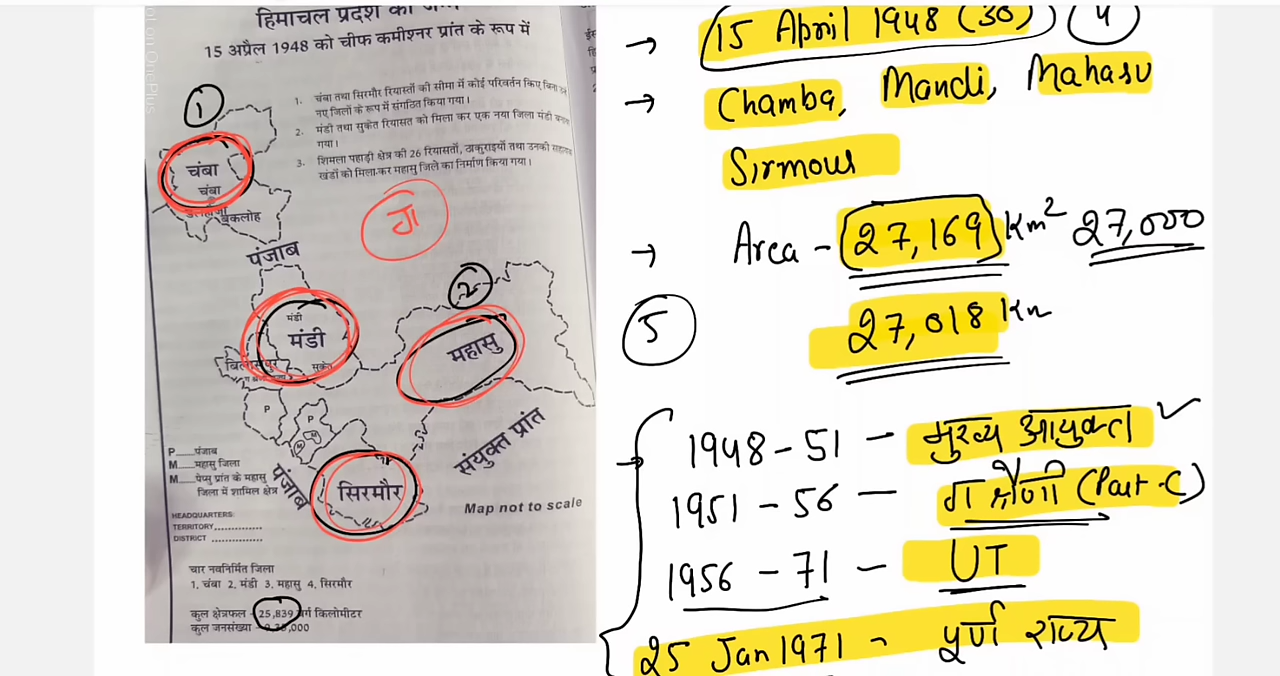 हिमाचल प्रदेश का
15 अप्रैल 1948 को चीफ कमीश्नर प्रांत के रूप में
1. चंबा तथा सिरमौर रियासतों की सीमा में कोई परिवर्तन किए बिना
नए जिलों के रूप में संगठित किया गया।
2. मंडी तथा सुकेत रियासत को मिला कर एक नया जिला मंडी
गया।
3. शिमला पहाड़ी क्षेत्र की 26 रियासतों, ठाकुराइयों तथा उनकी
खंडों को मिला-कर महासु जिले का निर्माण किया गया।
1
चंबा
चंबा
बकलोह
ग
पंजाब
2
मंडी
मंडी
महासु
बिलासपुर
सुकेत
P
P
M
M
पंजाब
सिरमौर
संयुक्त प्रांत
P पंजाब
M महासु जिला
M पेप्सु प्रांत के महासु
जिला में शामिल क्षेत्र
Map not to scale
HEADQUARTERS:
TERRITORY..............
DISTRICT ...............
चार नवनिर्मित जिला
1. चंबा 2. मंडी 3. महासु 4. सिरमौर
कुल क्षेत्रफल - 25,839 वर्ग किलोमीटर
कुल जनसंख्या
→ 15 April 1948 (30) 4
→ Chamba, Mandi, Mahasu
Sirmour
→ Area - 27,169 Km² 27,000
5 27,018 Km
→ 1948 - 51 - मुख्य आयुक्त ✓
1951 - 56 - ग श्रेणी (Part-C)
1956 - 71 - UT
25 Jan 1971 - पूर्ण राज्य